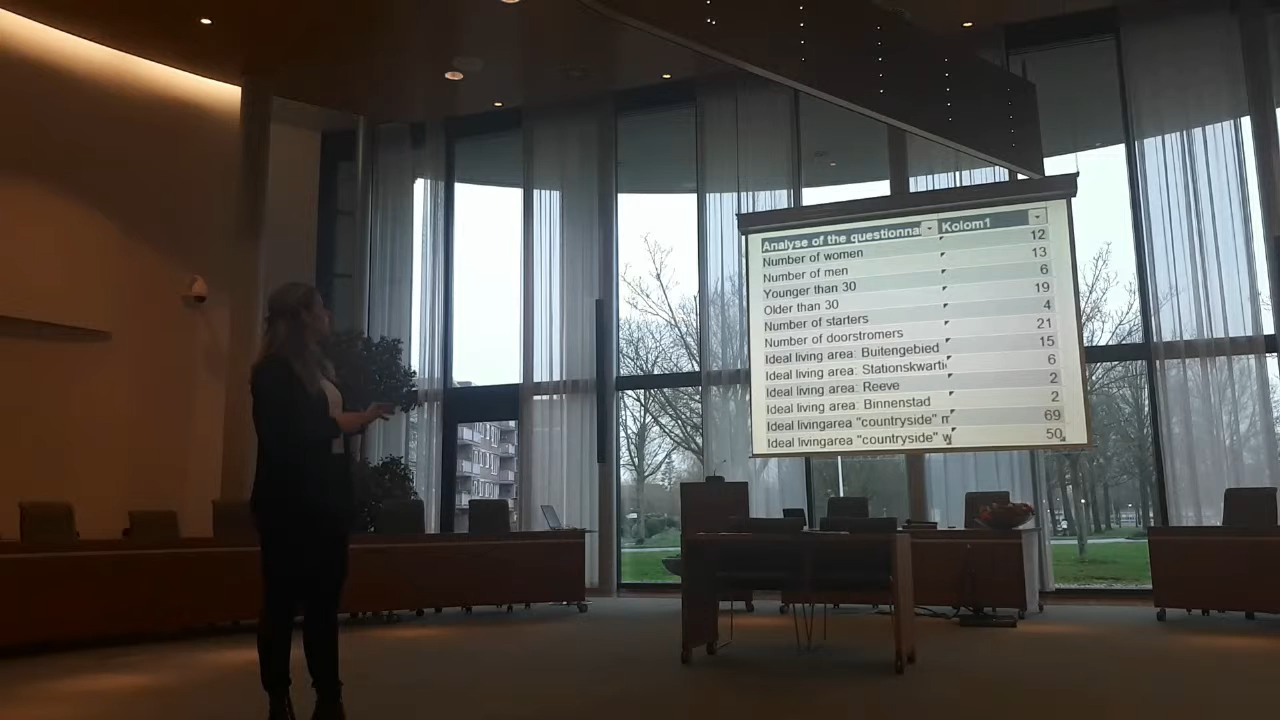 Analyse of the questionna Kolom1
Number of women 12
Number of men 13
Younger than 30 6
Older than 30 19
Number of starters 4
Number of doorstromers 21
Ideal living area: Buitengebied 15
Ideal living area: Stationskwarti 6
Ideal living area: Reeve 2
Ideal living area: Binnenstad 2
Ideal livingarea "countryside" m 69
Ideal livingarea "countryside" w 50